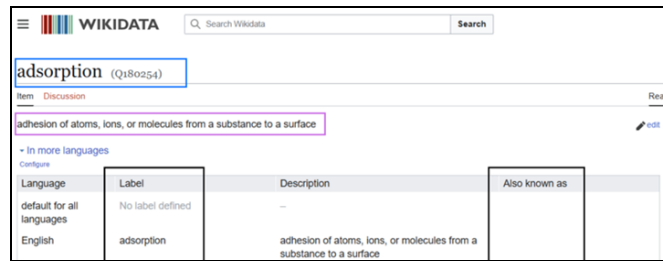 WIKIDATA
Search Wikidata
Search
adsorption (Q180254)
Item Discussion
Rea
adhesion of atoms, ions, or molecules from a substance to a surface
edit
In more languages
Configure
Language Label Description Also known as
default for all No label defined –
languages
English adsorption adhesion of atoms, ions, or molecules from a
substance to a surface